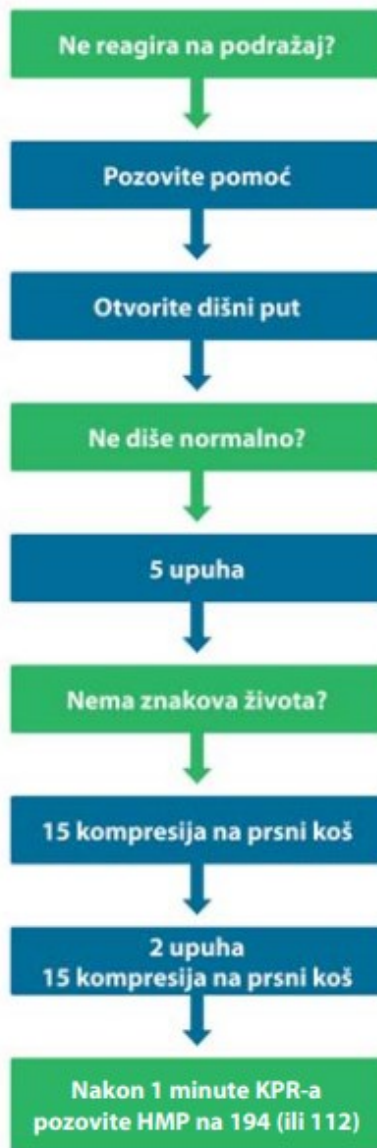 Ne reagira na podražaj?
Pozovite pomoć
Otvorite dišni put
Ne diše normalno?
5 upuha
Nema znakova života?
15 kompresija na prsni koš
2 upuha
15 kompresija na prsni koš
Nakon 1 minute KPR-a
pozovite HMP na 194 (ili 112)